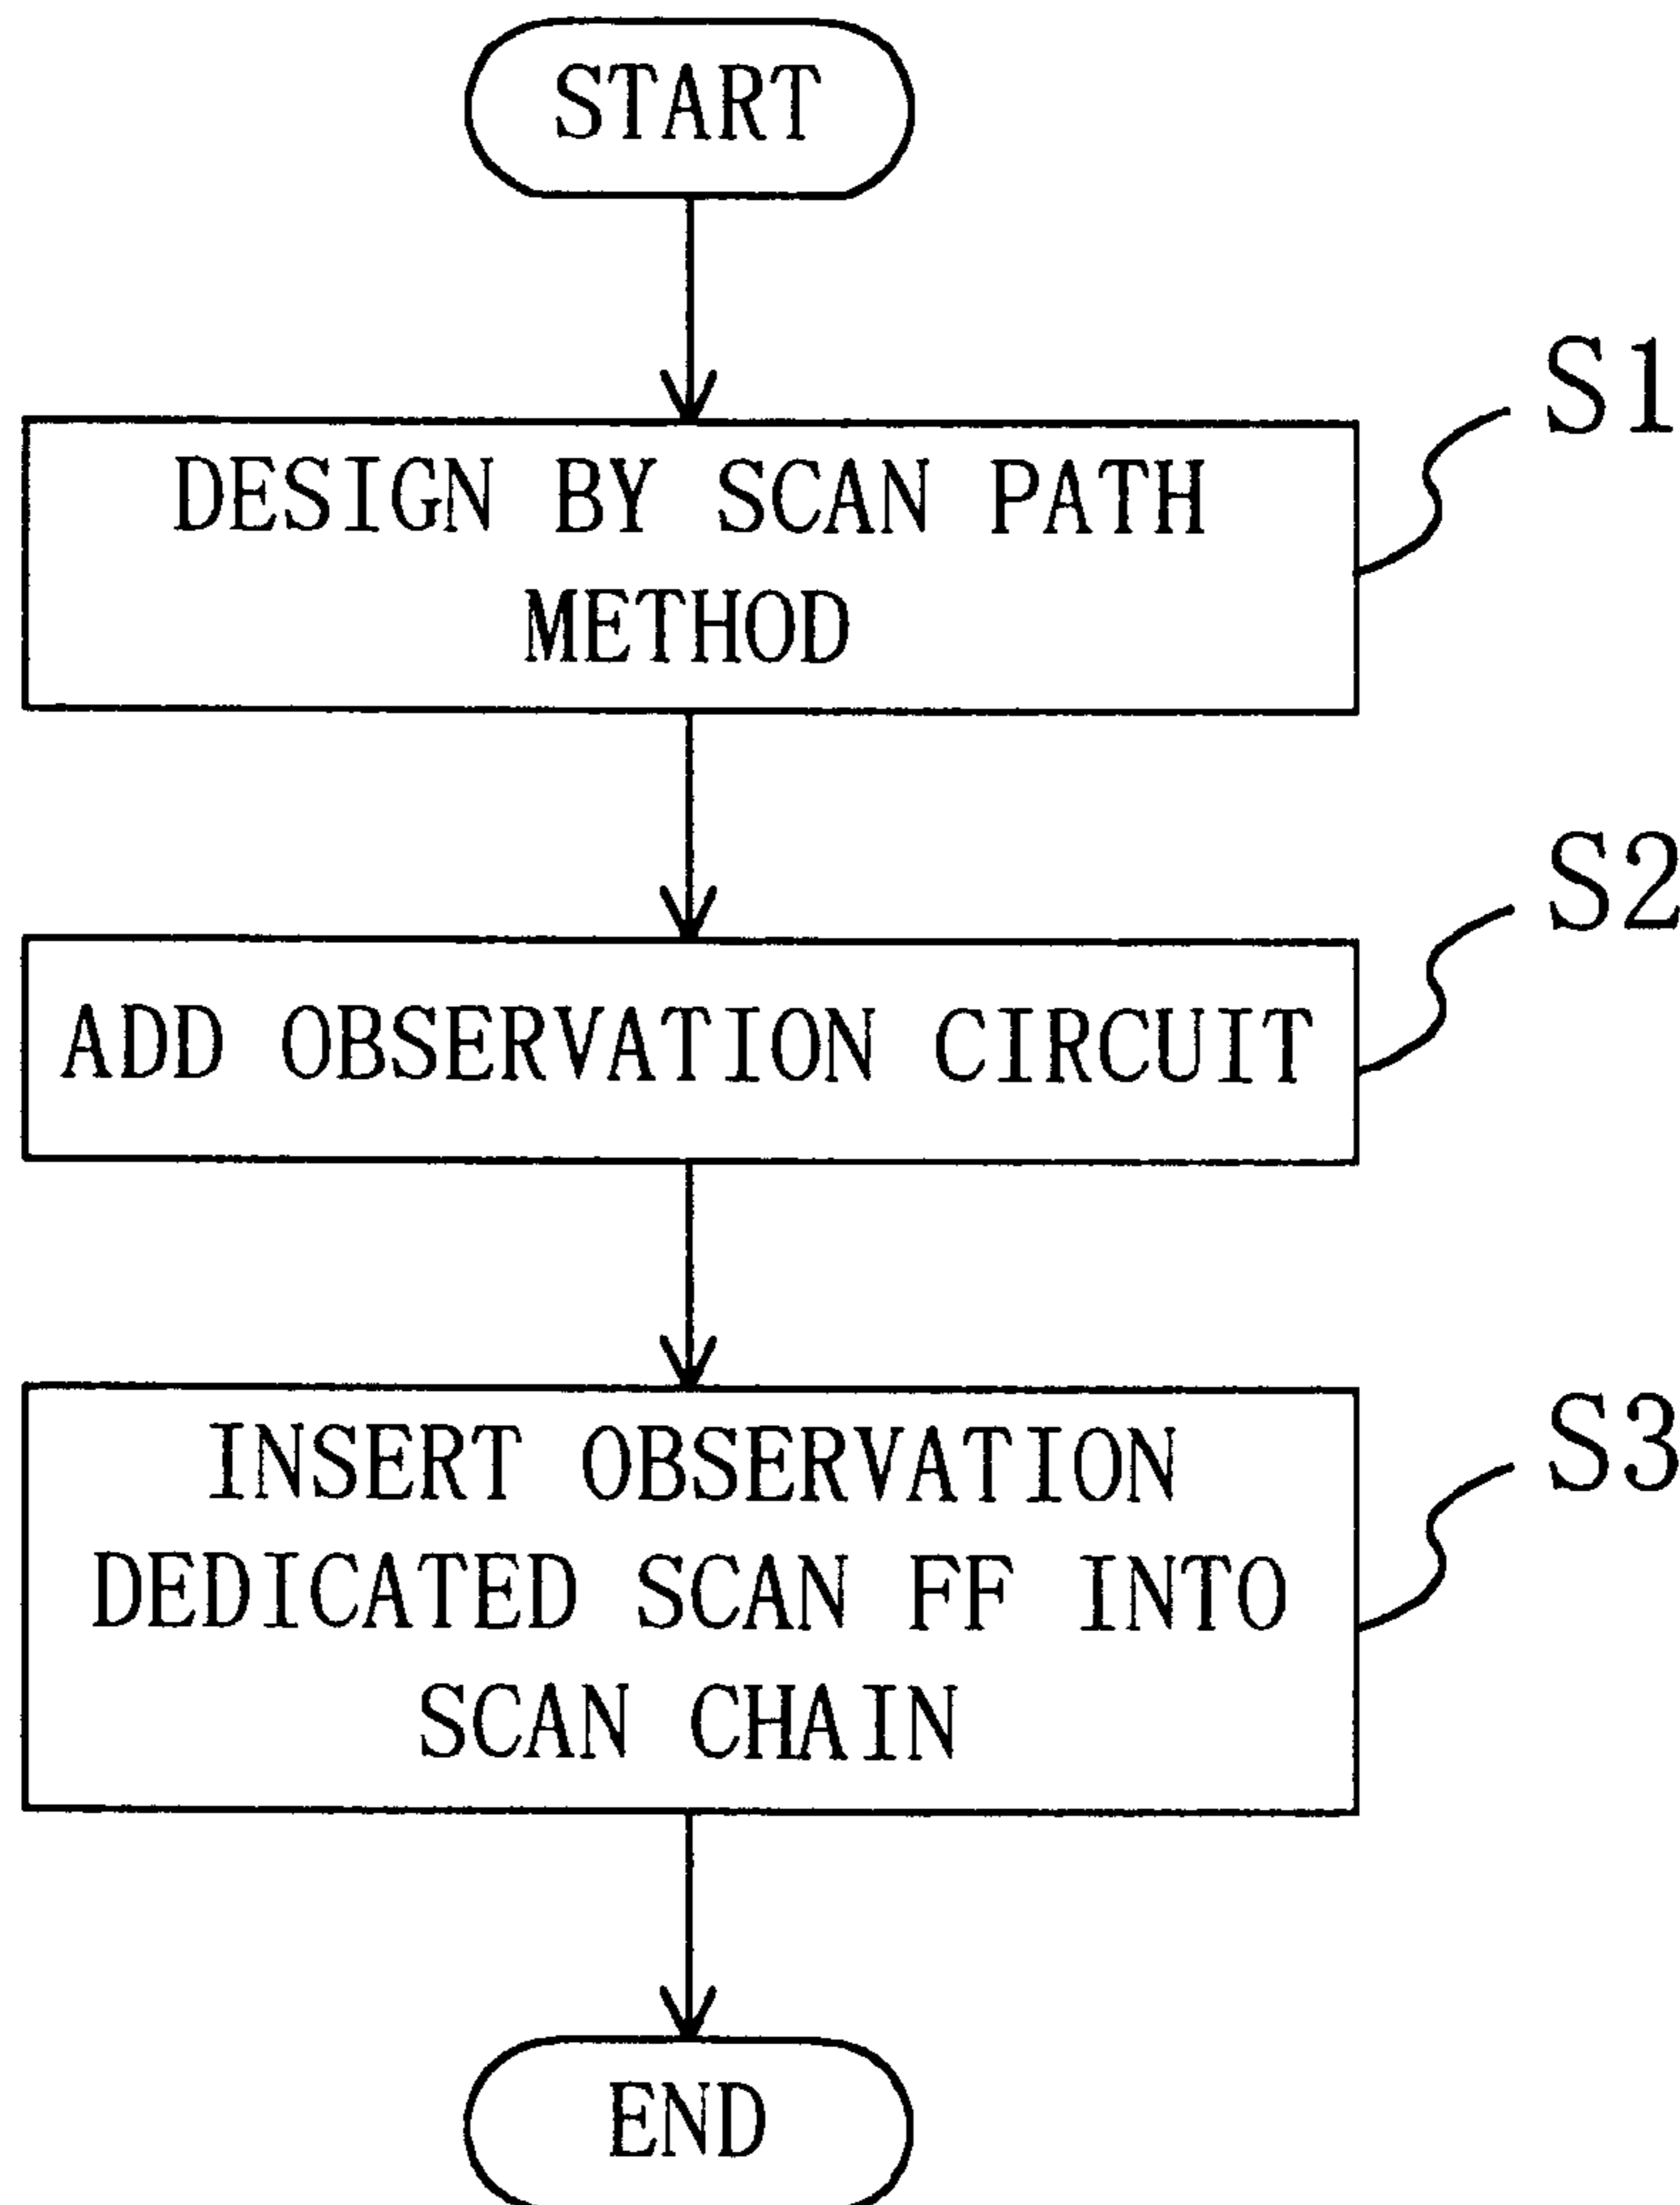 START
S1
DESIGN BY SCAN PATH
METHOD
S2
ADD OBSERVATION CIRCUIT
S3
INSERT OBSERVATION
DEDICATED SCAN FF INTO
SCAN CHAIN
END